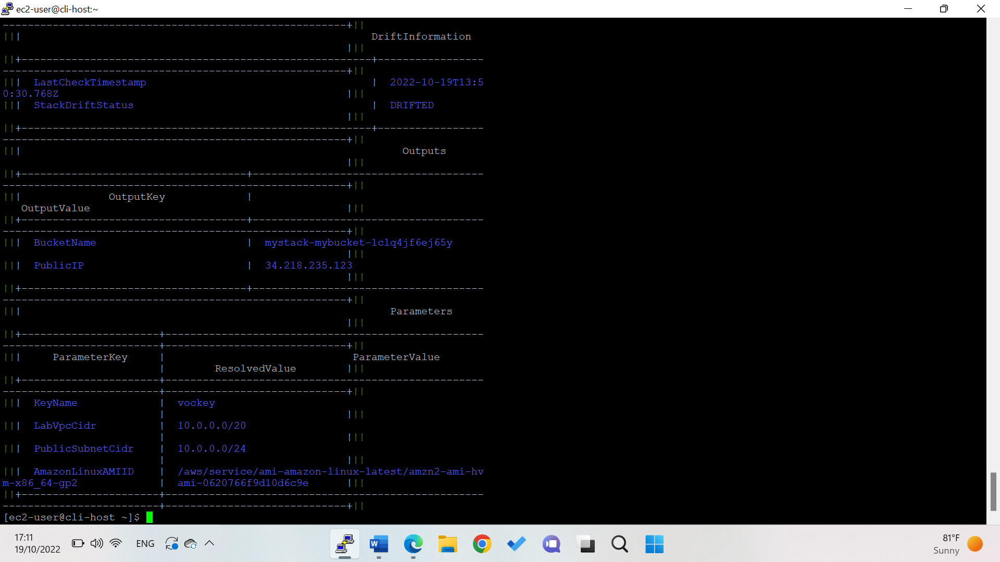 ec2-user@cli-host:~
------------------------------------------------------+||
||| DriftInformation
|||
||+--------------------------------------------------------+-----------------
-------------------------------------------------------+||
||| LastCheckTimestamp | 2022-10-19T13:5
0:30.768Z |||
||| StackDriftStatus | DRIFTED
|||
||+--------------------------------------------------------+-----------------
-------------------------------------------------------+||
||| Outputs
|||
||+------------------------------------+-------------------------------------
-------------------------------------------------------+||
||| OutputKey |
OutputValue |||
||+------------------------------------+-------------------------------------
-------------------------------------------------------+||
||| BucketName | mystack-mybucket-1clq4jf6ej65y
|||
||| PublicIP | 34.218.235.123
|||
||+------------------------------------+-------------------------------------
-------------------------------------------------------+||
||| Parameters
|||
||+----------------------+---------------------------------------------------
-------------------------+-----------------------------+||
||| ParameterKey | ParameterValue
| ResolvedValue |||
||+----------------------+---------------------------------------------------
-------------------------+-----------------------------+||
||| KeyName | vockey
| |||
||| LabVpcCidr | 10.0.0.0/20
| |||
||| PublicSubnetCidr | 10.0.0.0/24
| |||
||| AmazonLinuxAMIID | /aws/service/ami-amazon-linux-latest/amzn2-ami-hv
m-x86_64-gp2 | ami-0620766f9d10d6c9e |||
||+----------------------+---------------------------------------------------
-------------------------+-----------------------------+||
[ec2-user@cli-host ~]$
17:11
19/10/2022
ENG
W
81°F
Sunny